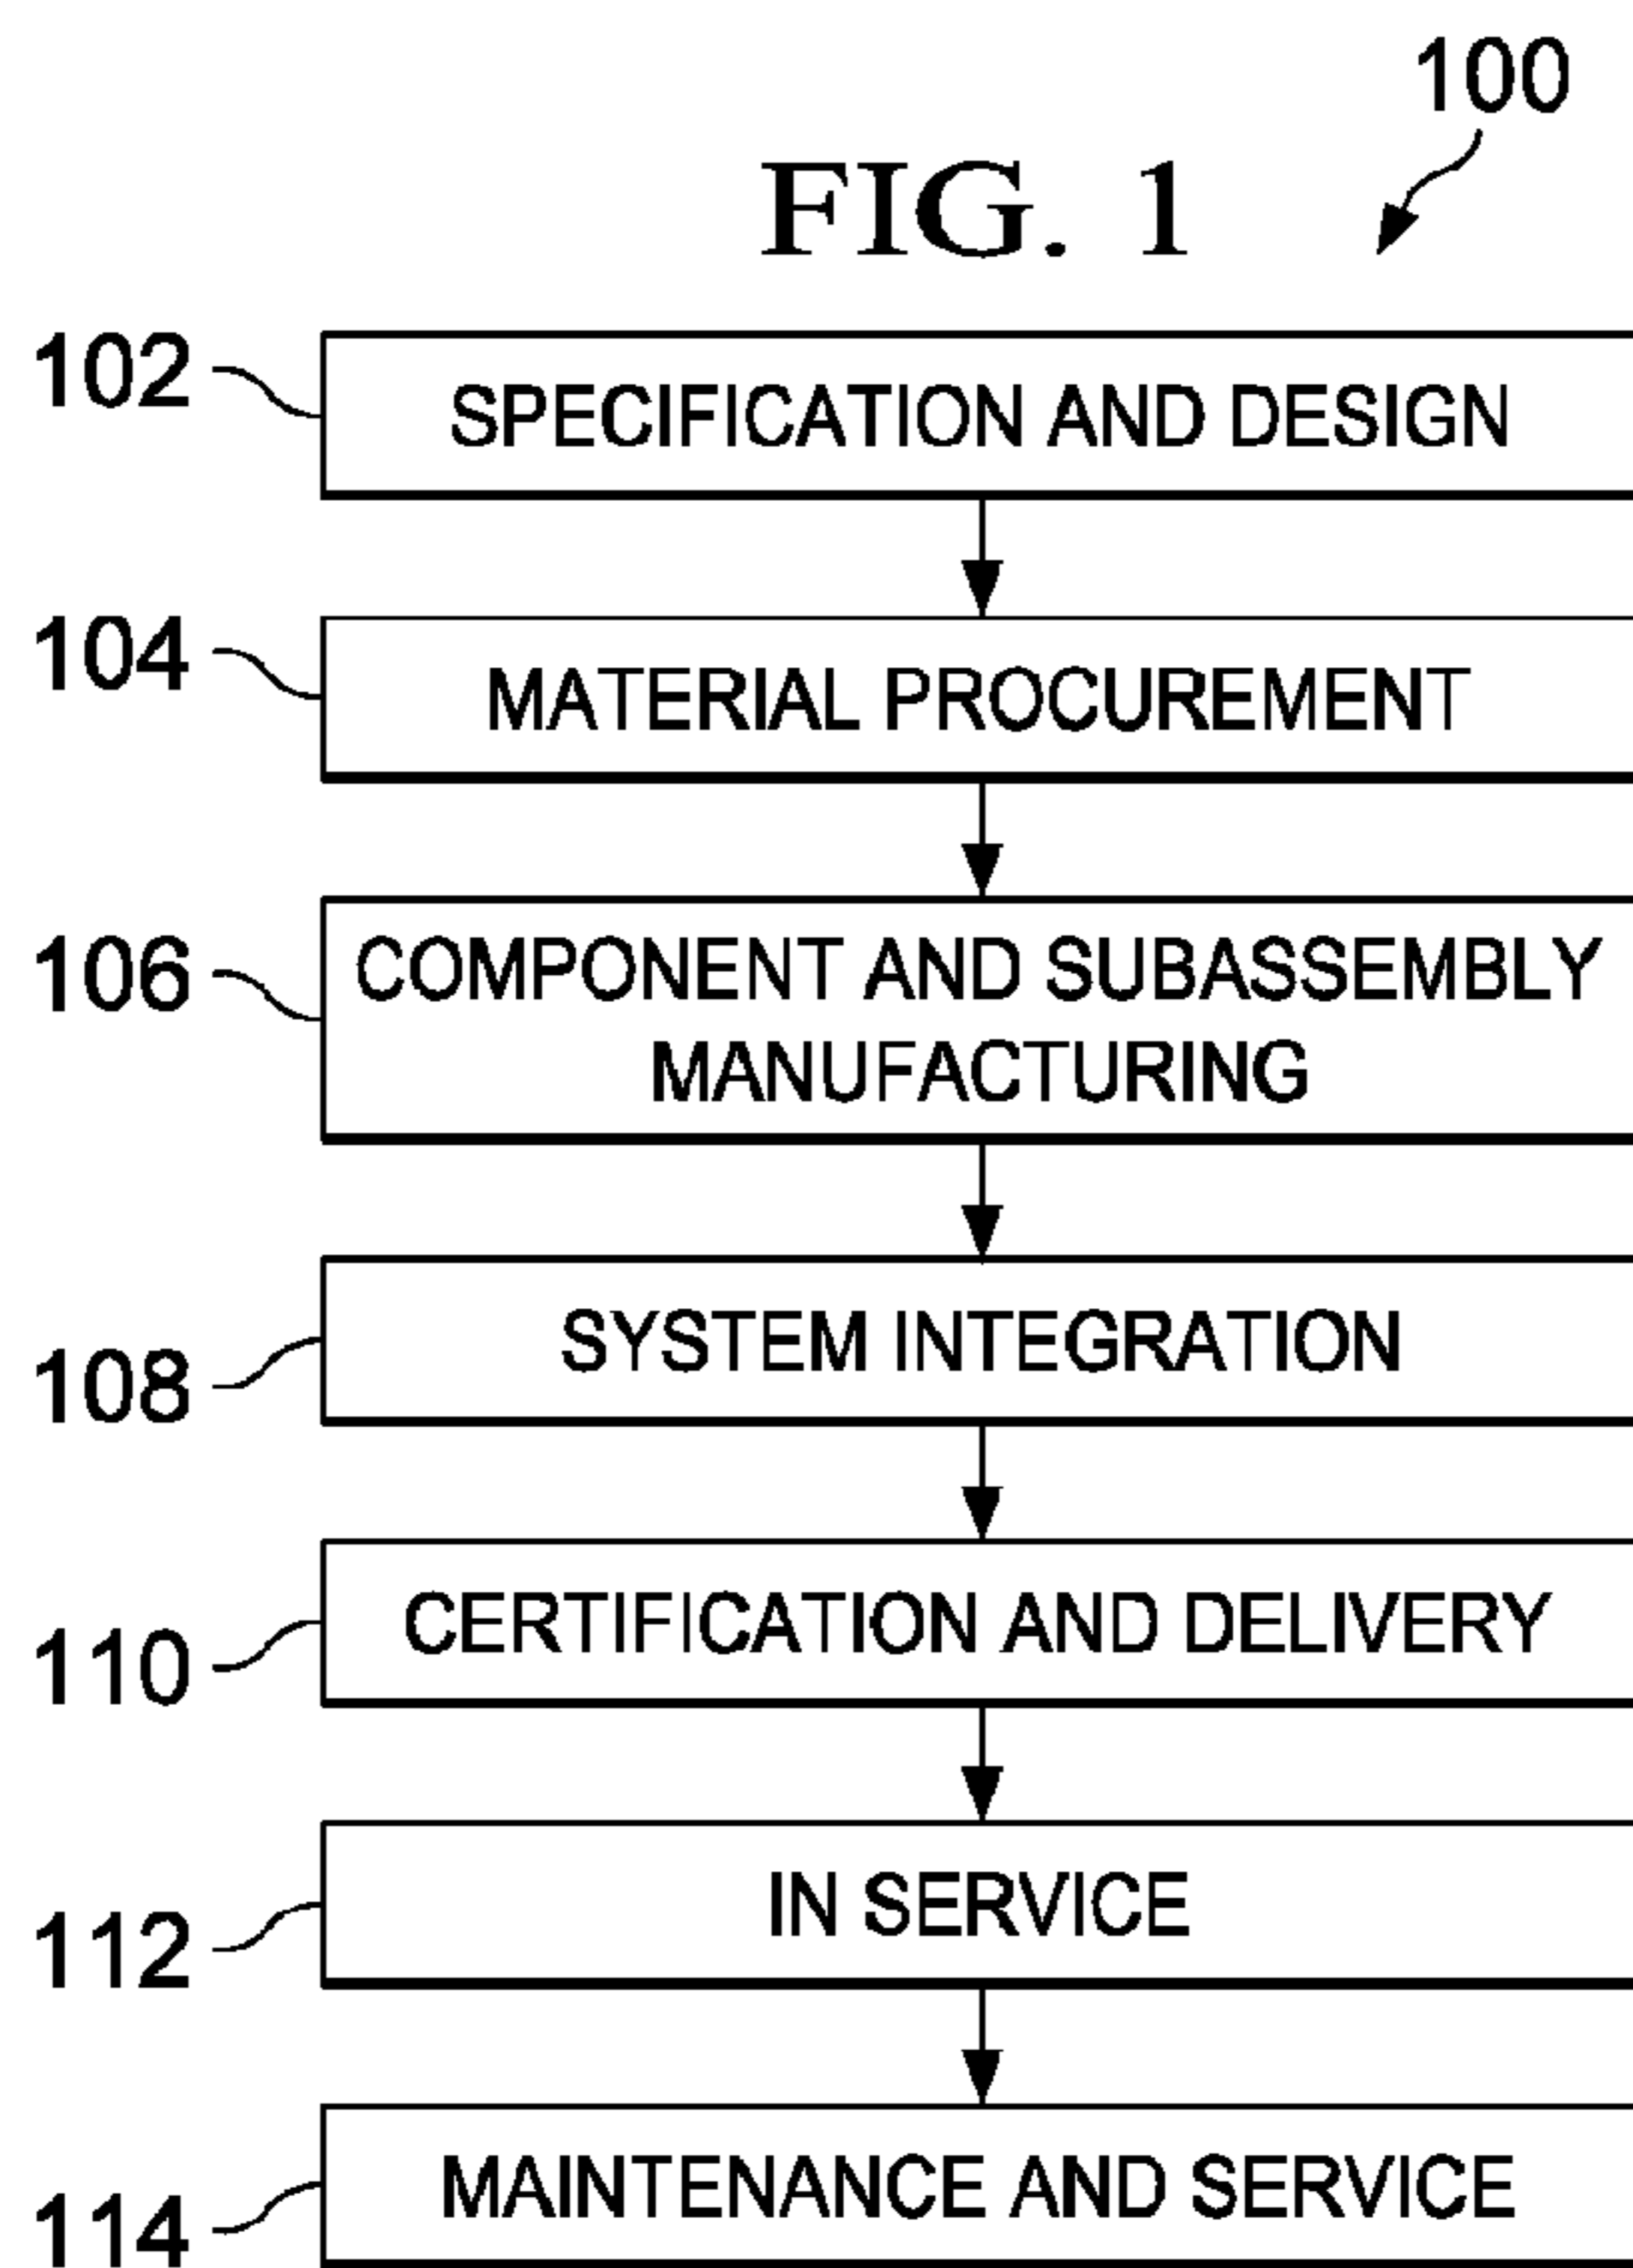 100
FIG. 1
102
SPECIFICATION AND DESIGN
104
MATERIAL PROCUREMENT
106
COMPONENT AND SUBASSEMBLY
MANUFACTURING
108
SYSTEM INTEGRATION
110
CERTIFICATION AND DELIVERY
112
IN SERVICE
114
MAINTENANCE AND SERVICE